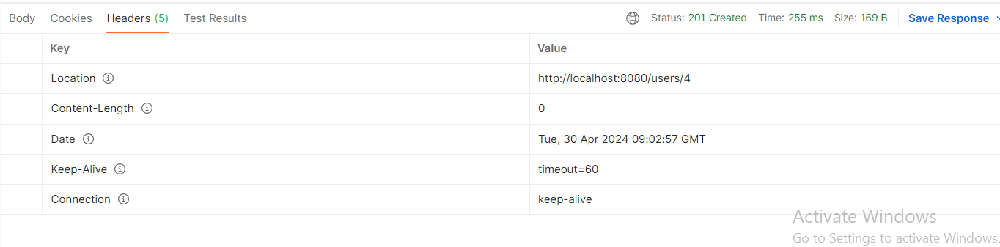 Body Cookies Headers (5) Test Results Status: 201 Created Time: 255 ms Size: 169 B Save Response
Key Value
Location http://localhost:8080/users/4
Content-Length 0
Date Tue, 30 Apr 2024 09:02:57 GMT
Keep-Alive timeout=60
Connection keep-alive
Activate Windows
Go to Settings to activate Windows.